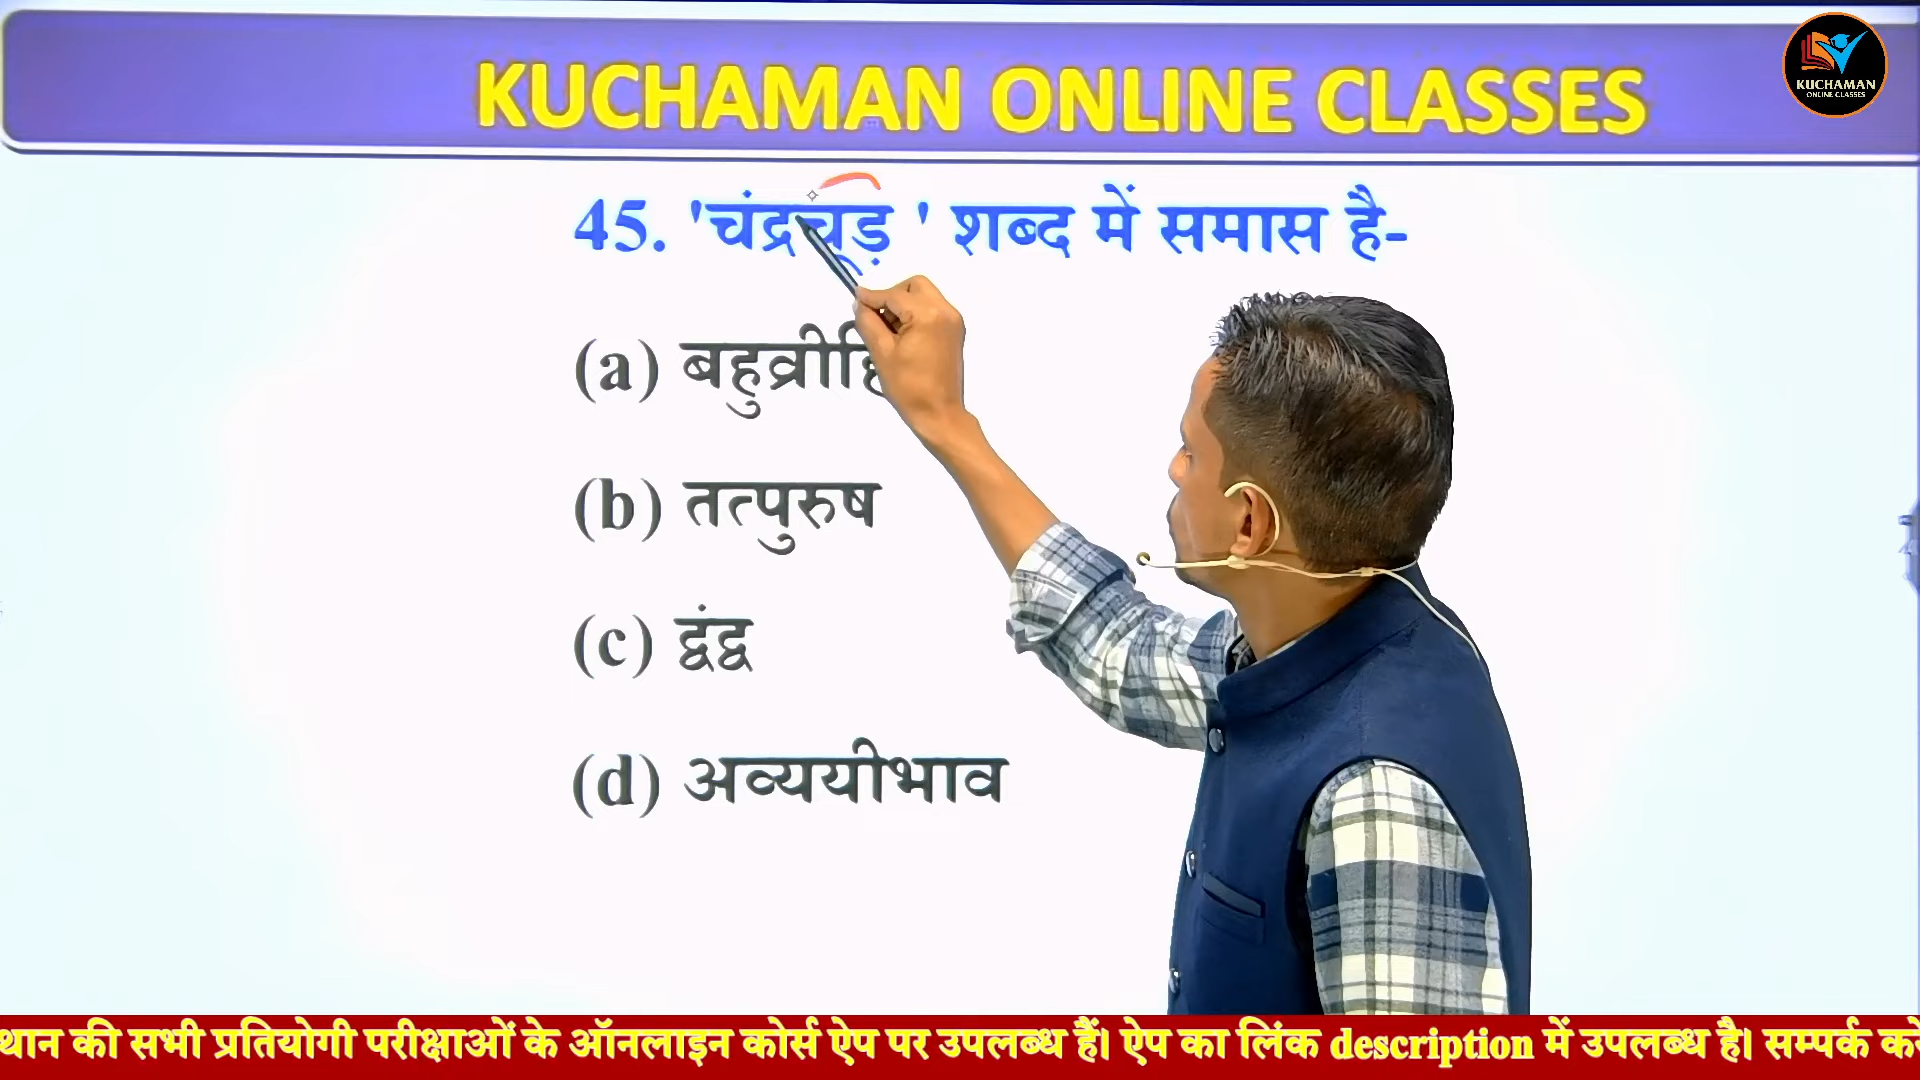 KUCHAMAN ONLINE CLASSES
KUCHAMAN
ONLINE CLASSES
45. 'चंद्रचूड़ ' शब्द में समास है-
(a) बहुव्रीहि
(b) तत्पुरुष
(c) द्वंद्व
(d) अव्ययीभाव
थान की सभी प्रतियोगी परीक्षाओं के ऑनलाइन कोर्स ऐप पर उपलब्ध हैं। ऐप का लिंक description में उपलब्ध है। सम्पर्क करे